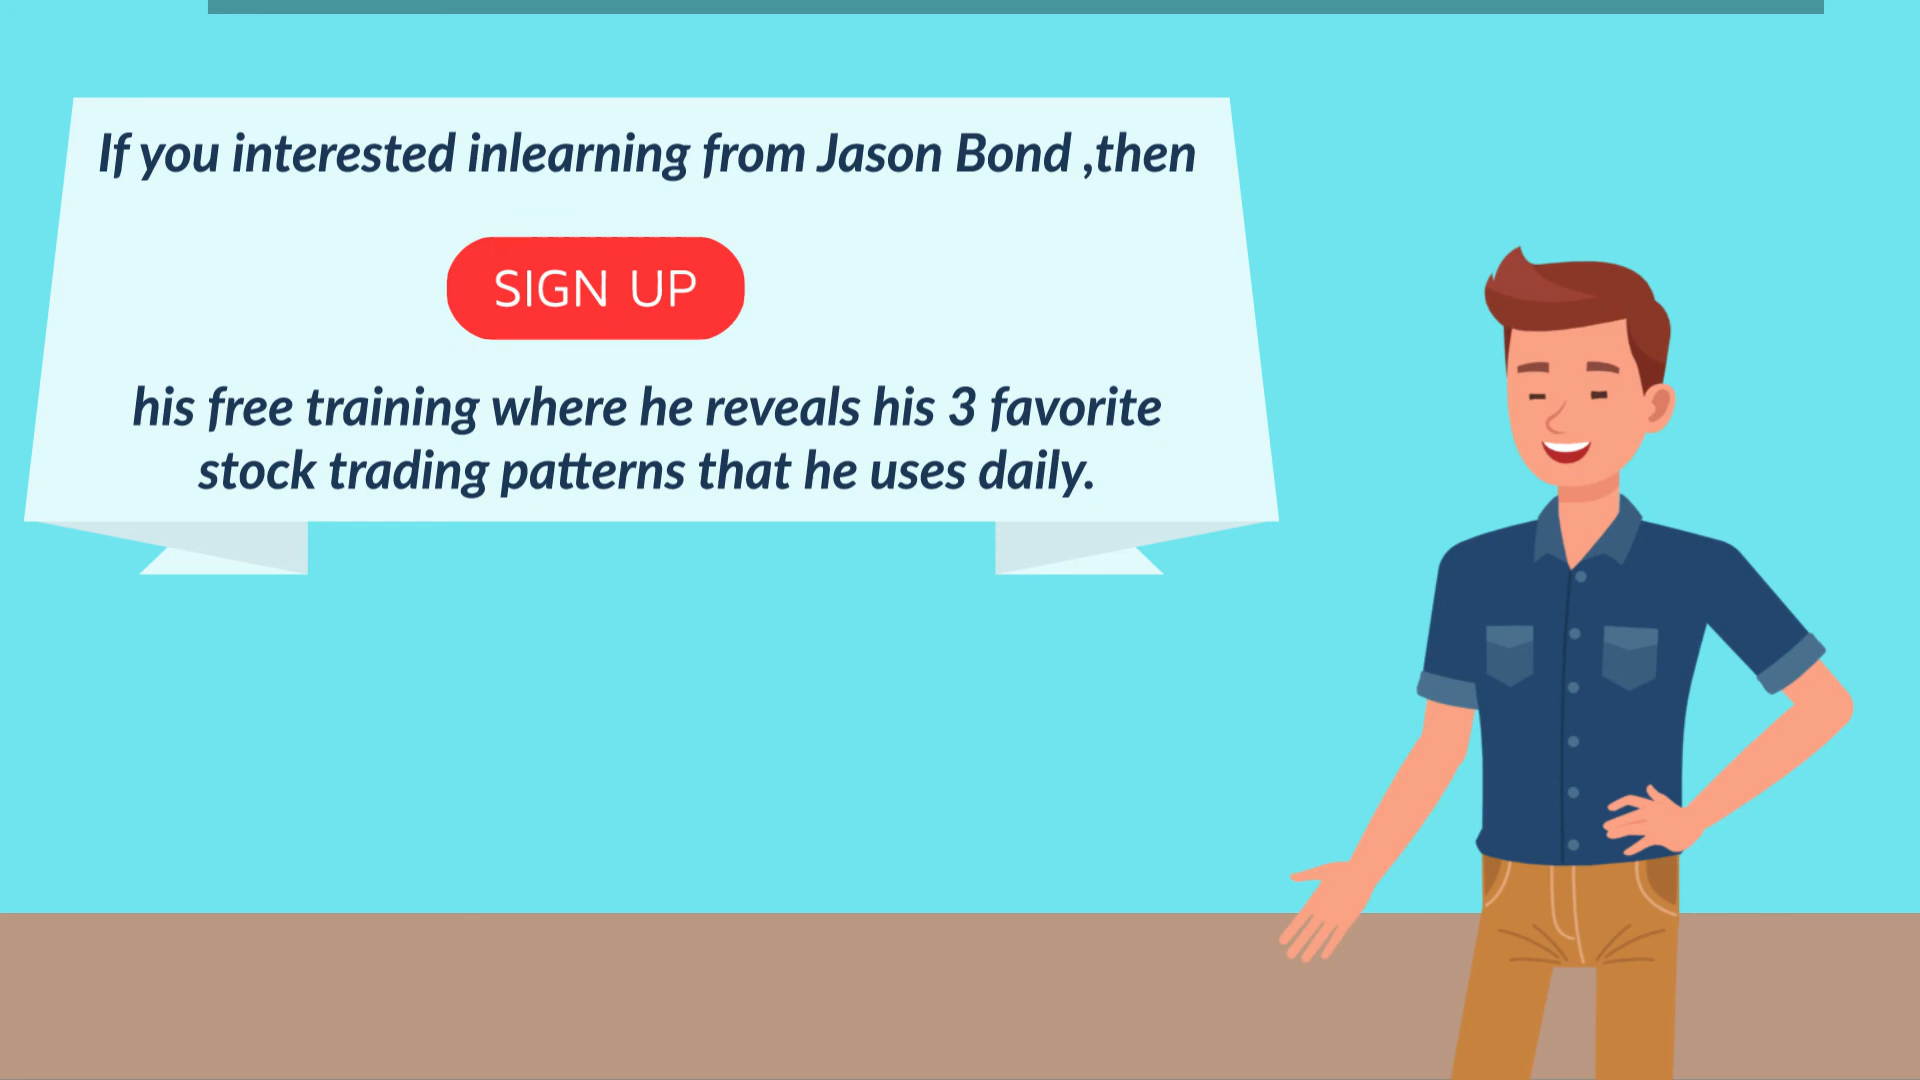 If you interested inlearning from Jason Bond ,then
SIGN UP
his free training where he reveals his 3 favorite
stock trading patterns that he uses daily.